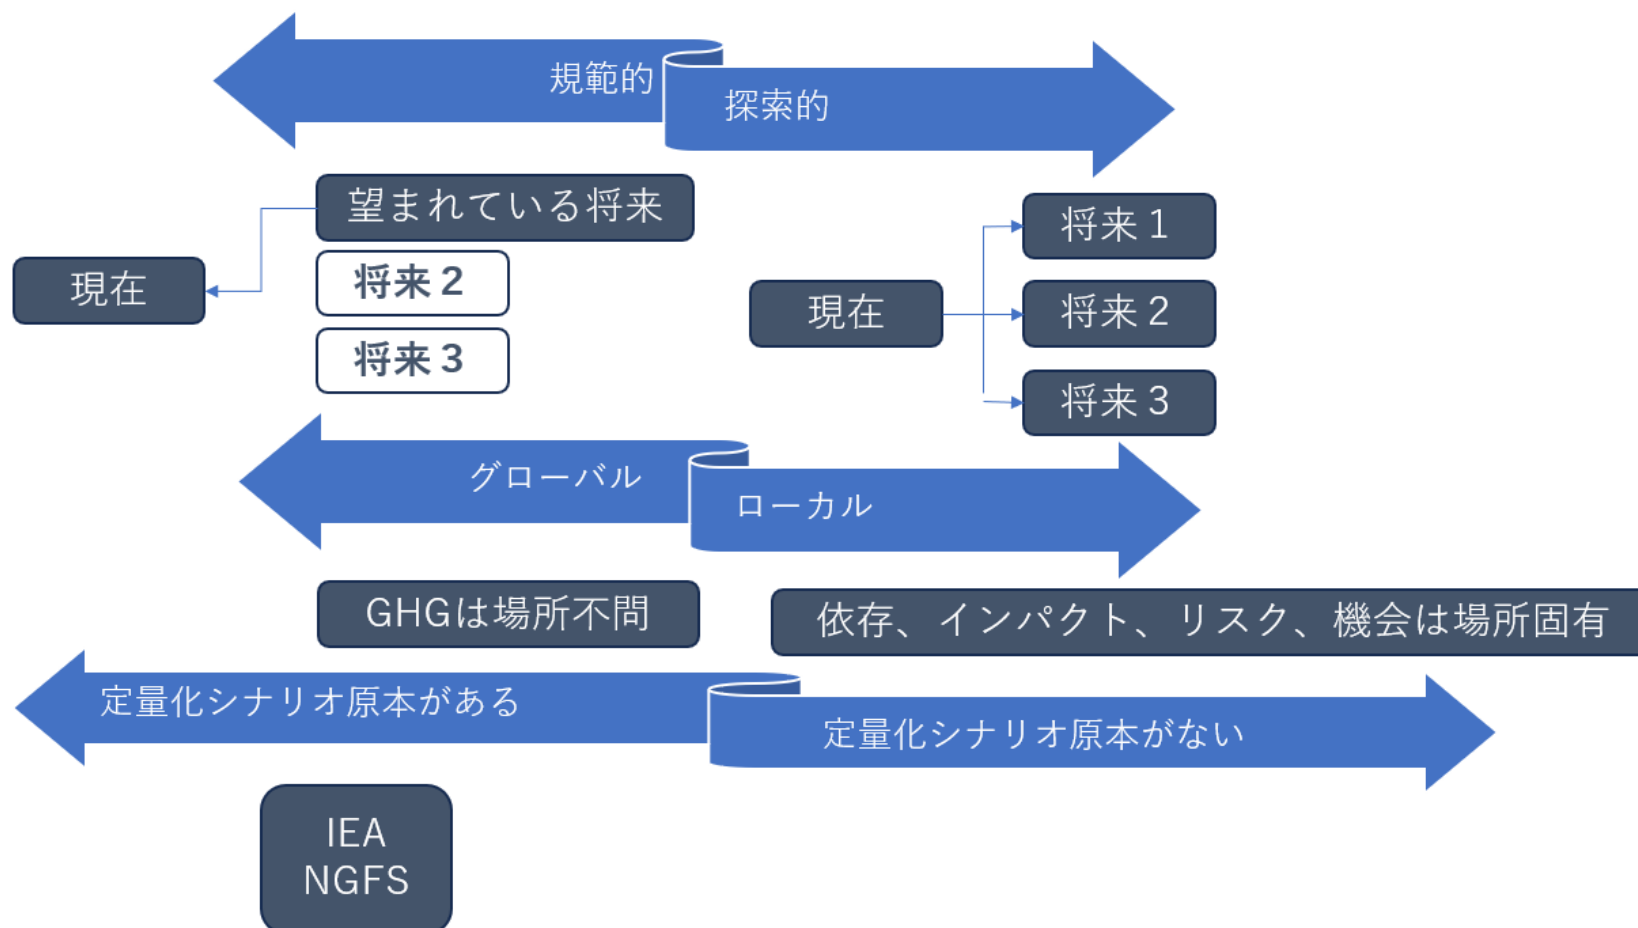 規範的
探索的
望まれている将来
現在
将来２
将来３
現在
将来１
将来２
将来３
グローバル
ローカル
GHGは場所不問
依存、インパクト、リスク、機会は場所固有
定量化シナリオ原本がある
定量化シナリオ原本がない
IEA
NGFS